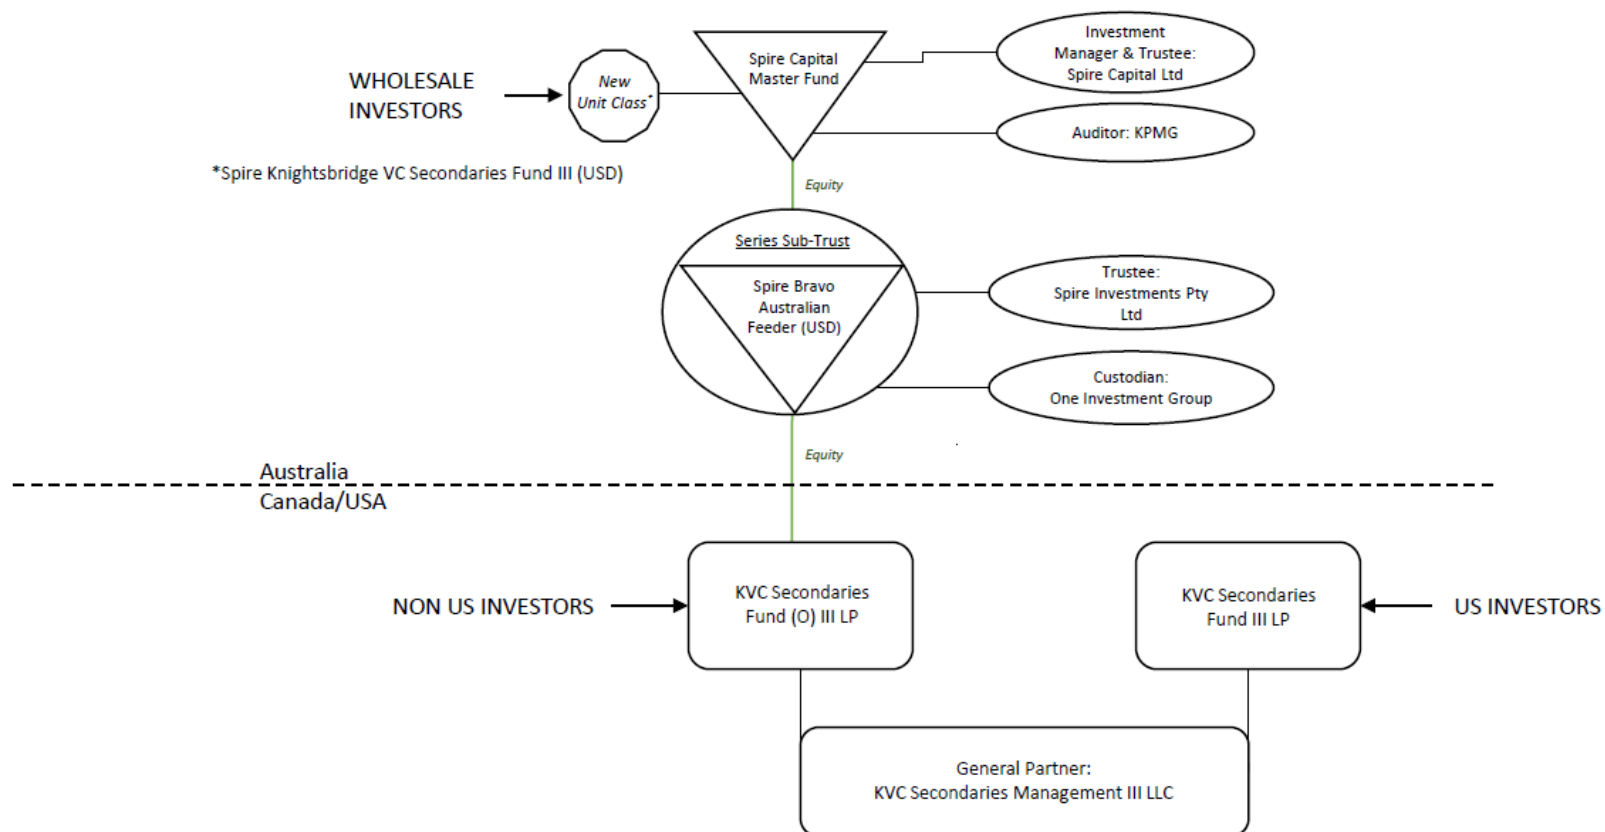 Investment
Manager & Trustee:
Spire Capital Ltd
Spire Capital
Master Fund
WHOLESALE
INVESTORS
New
Unit Class*
Auditor: KPMG
*Spire Knightsbridge VC Secondaries Fund III (USD)
Equity
Series Sub-Trust
Spire Bravo
Australian
Feeder (USD)
Trustee:
Spire Investments Pty
Ltd
Custodian:
One Investment Group
Equity
Australia
Canada/USA
NON US INVESTORS
KVC Secondaries
Fund (O) III LP
KVC Secondaries
Fund III LP
US INVESTORS
General Partner:
KVC Secondaries Management III LLC